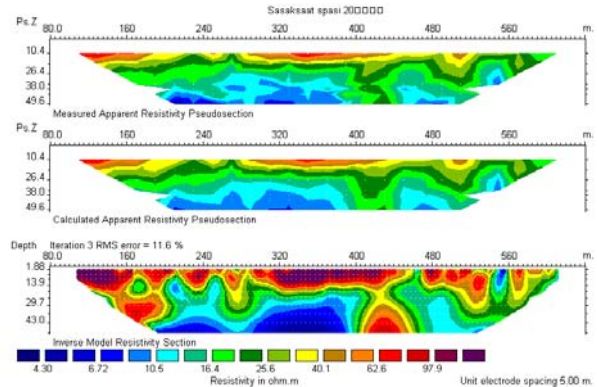 Sasaksaat spasi 20□□□□
Ps.Z 80.0 160 240 320 400 480 560 m.
10.4
26.4
38.0
49.6
Measured Apparent Resistivity Pseudosection
Ps.Z 80.0 160 240 320 400 480 560 m.
10.4
26.4
38.0
49.6
Calculated Apparent Resistivity Pseudosection
Depth Iteration 3 RMS error = 11.6 %
80.0 160 240 320 400 480 560 m.
1.88
13.9
29.7
43.0
Inverse Model Resistivity Section
4.30 6.72 10.5 16.4 25.6 40.1 62.6 97.9
Resistivity in ohm.m Unit electrode spacing 5.00 m.